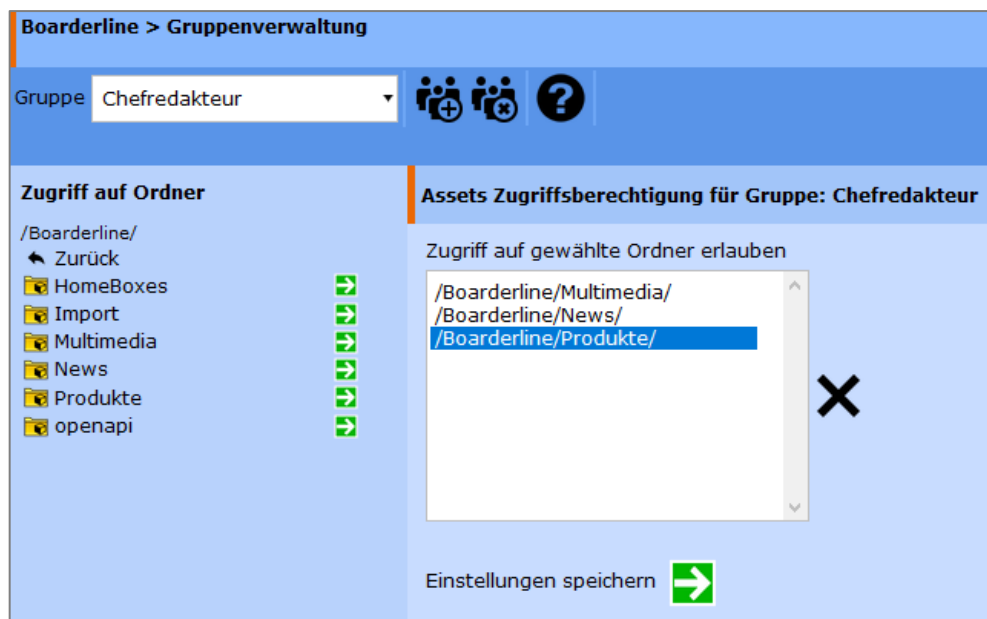 Boarderline > Gruppenverwaltung
Gruppe Chefredakteur
Zugriff auf Ordner
/Boarderline/
Zurück
HomeBoxes
Import
Multimedia
News
Produkte
openapi
Assets Zugriffsberechtigung für Gruppe: Chefredakteur
Zugriff auf gewählte Ordner erlauben
/Boarderline/Multimedia/
/Boarderline/News/
/Boarderline/Produkte/
Einstellungen speichern